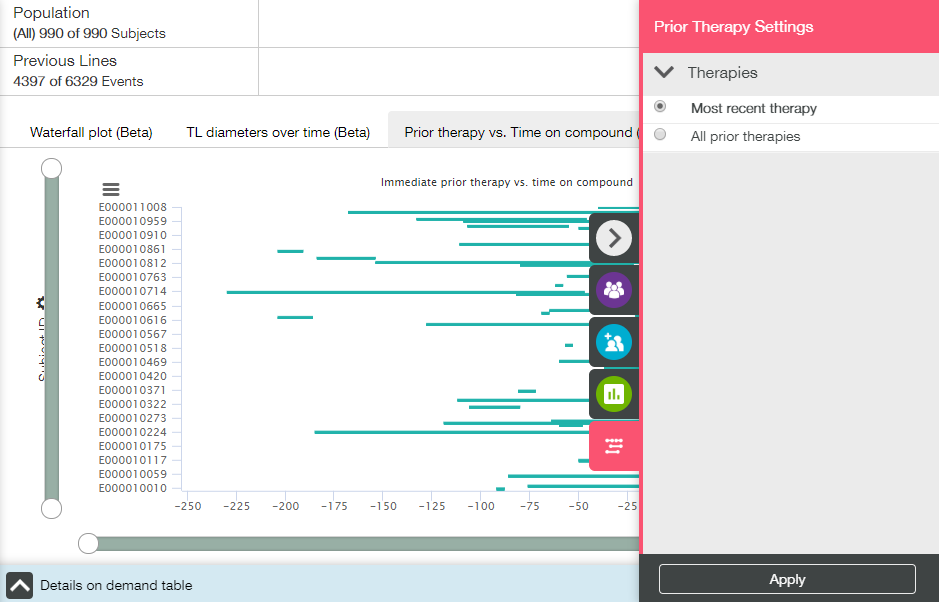 Population
(All) 990 of 990 Subjects
Previous Lines
4397 of 6329 Events
Waterfall plot (Beta)
TL diameters over time (Beta)
Prior therapy vs. Time on compound (
Immediate prior therapy vs. time on compound
E000011008
E000010959
E000010910
E000010861
E000010812
E000010763
E000010714
E000010665
E000010616
E000010567
E000010518
E000010469
E000010420
E000010371
E000010322
E000010273
E000010224
E000010175
E000010117
E000010059
E000010010
-250 -225 -200 -175 -150 -125 -100 -75 -50 -25
Details on demand table
Prior Therapy Settings
Therapies
Most recent therapy
All prior therapies
Apply